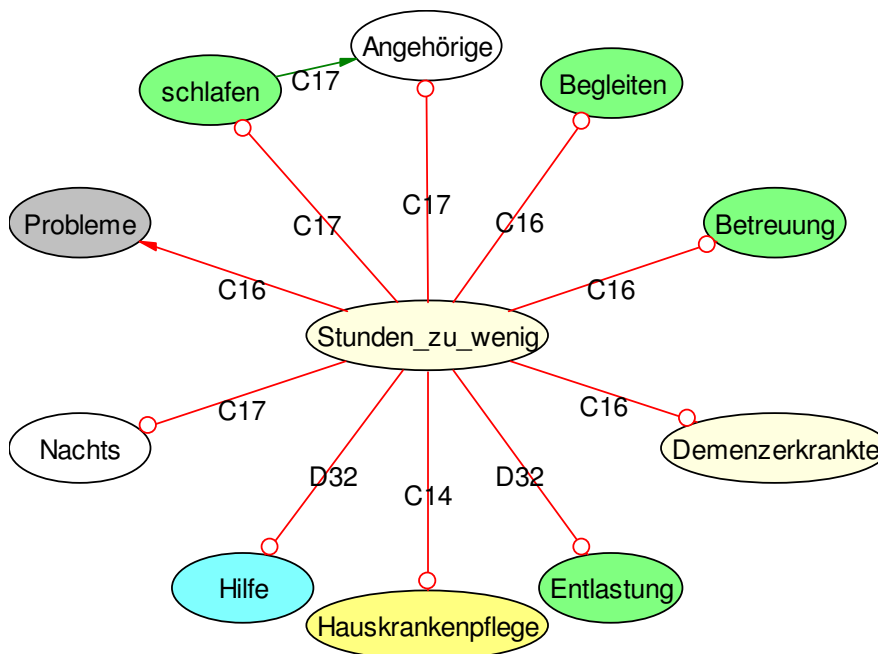 Angehörige
schlafen
C17
Begleiten
Probleme
C17
C17
C16
Betreuung
C16
C16
Stunden_zu_wenig
Nachts
C17
C16
Demenzerkrankte
D32
C14
D32
Hilfe
Hauskrankenpflege
Entlastung